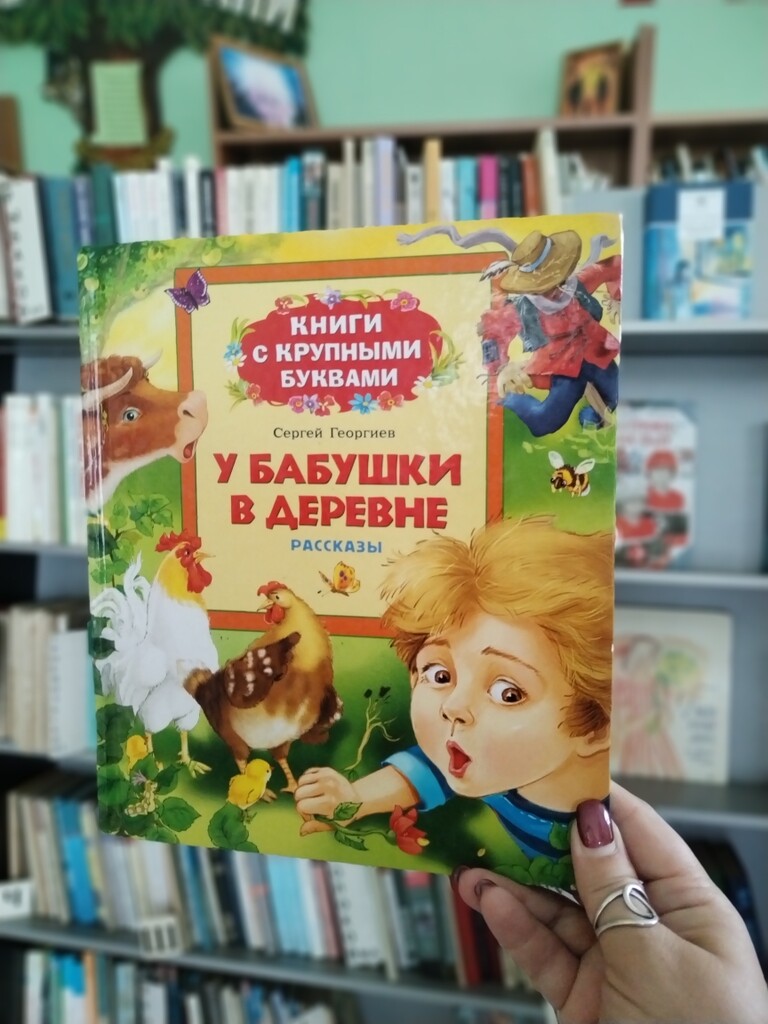 КНИГИ
С КРУПНЫМИ
БУКВАМИ
Сергей Георгиев
У БАБУШКИ
В ДЕРЕВНЕ
РАССКАЗЫ